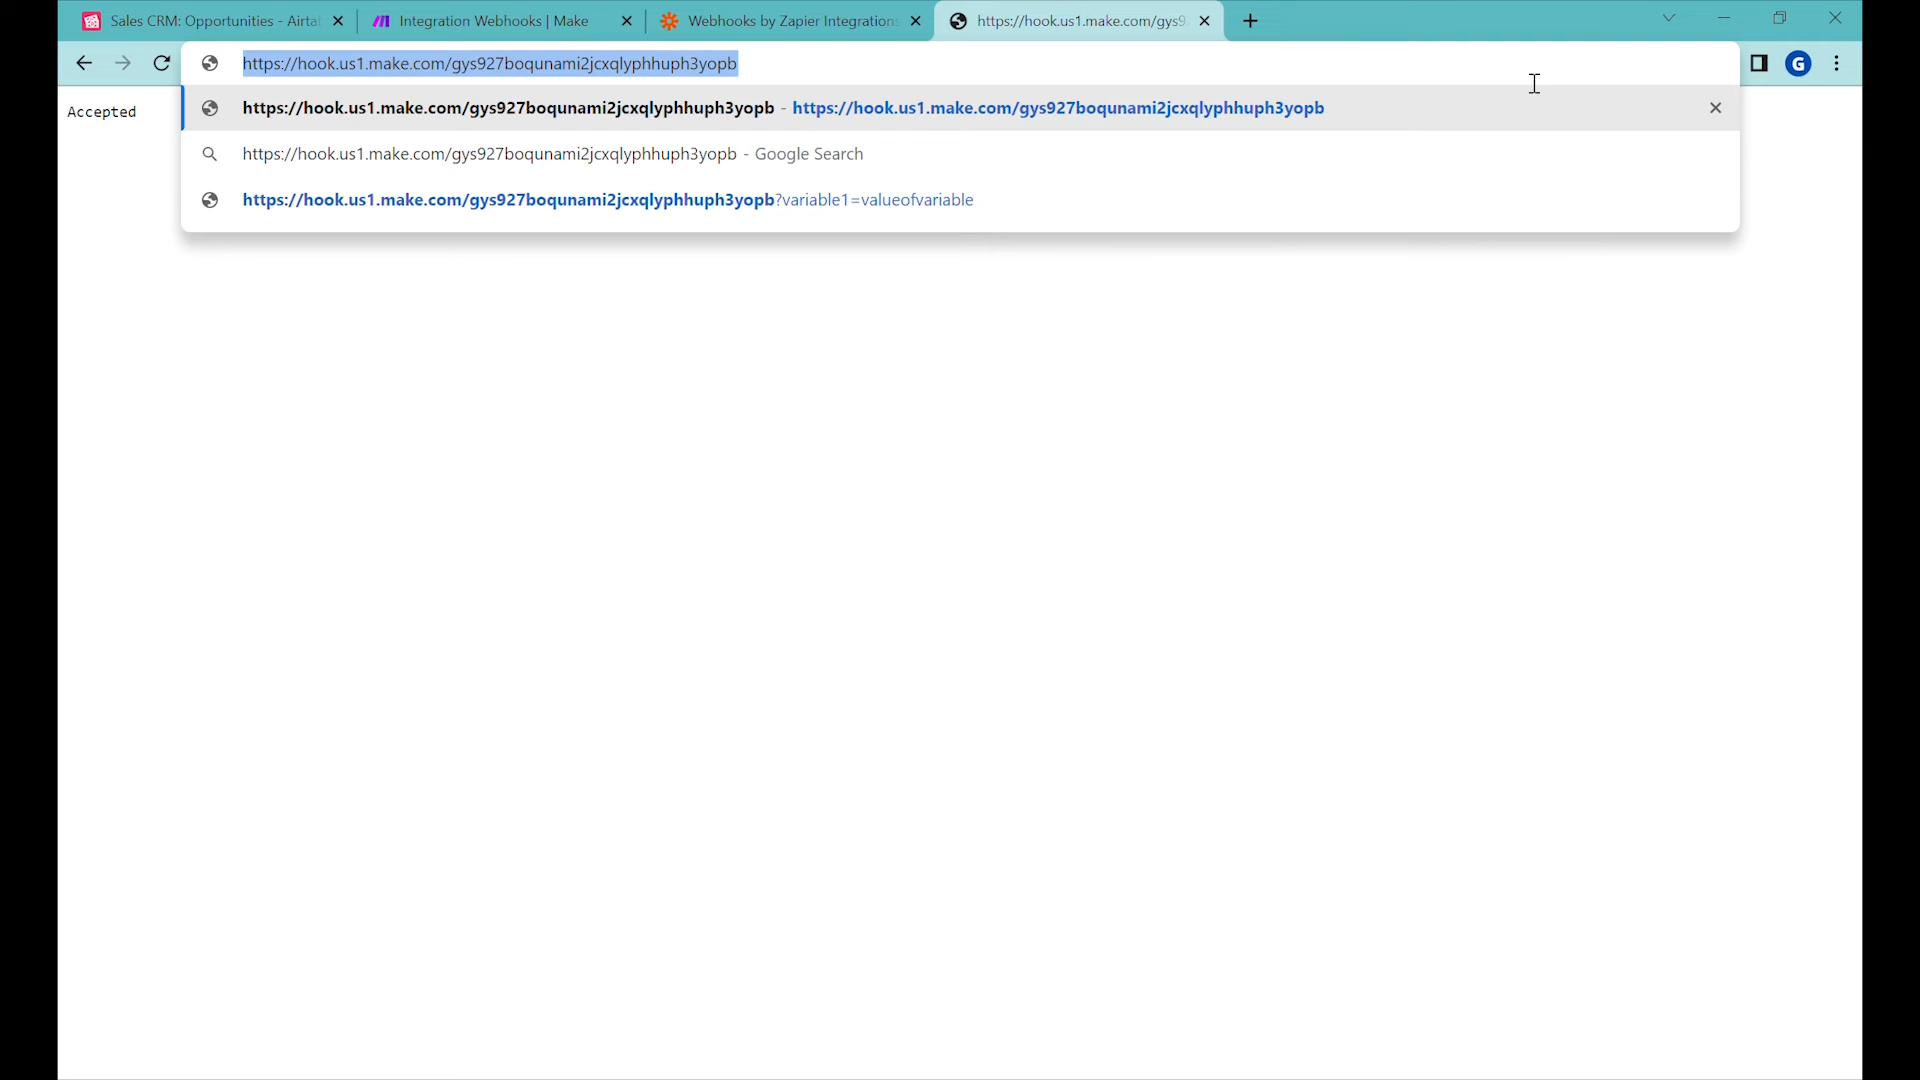 Sales CRM: Opportunities - Airta
Integration Webhooks | Make
Webhooks by Zapier Integrations
https://hook.us1.make.com/gys9
https://hook.us1.make.com/gys927boqunami2jcxqlyphhuph3yopb
G
Accepted
https://hook.us1.make.com/gys927boqunami2jcxqlyphhuph3yopb - https://hook.us1.make.com/gys927boqunami2jcxqlyphhuph3yopb
https://hook.us1.make.com/gys927boqunami2jcxqlyphhuph3yopb - Google Search
https://hook.us1.make.com/gys927boqunami2jcxqlyphhuph3yopb?variable1=valueofvariable